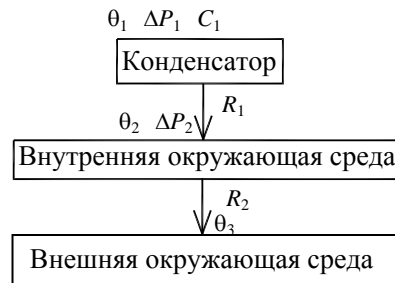 θ₁ ΔP₁ C₁
Конденсатор
R₁
θ₂ ΔP₂
Внутренняя окружающая среда
R₂
θ₃
Внешняя окружающая среда